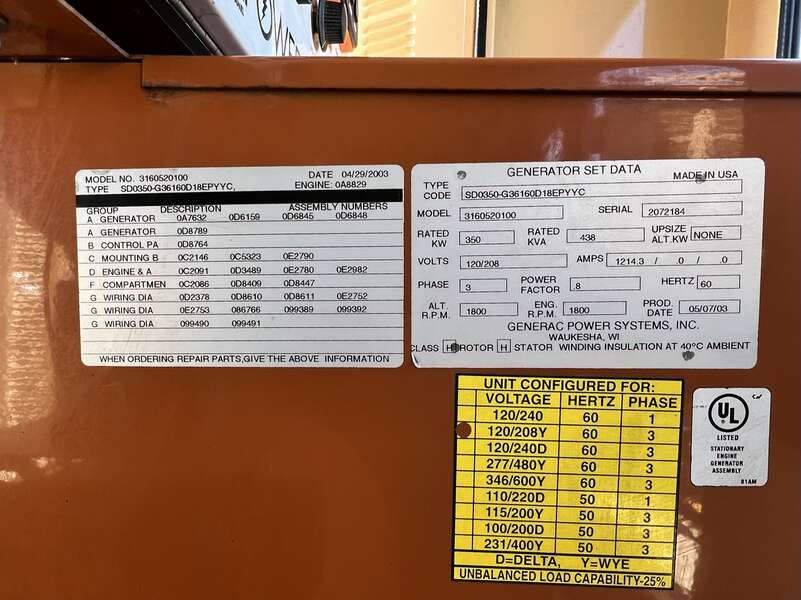 MODEL NO. 3160520100 DATE 04/29/2003
TYPE SD0350-G36160D18EPYYC, ENGINE: 0A8829
GROUP DESCRIPTION ASSEMBLY NUMBERS
A GENERATOR 0A7632 0D6159 0D6845 0D6848
A GENERATOR 0D8789
B CONTROL PA 0D8764
C MOUNTING B 0C2146 0C5323 0E2790
D ENGINE & A 0C2091 0D3489 0E2780 0E2982
F COMPARTMEN 0C2086 0D8409 0D8447
G WIRING DIA 0D2378 0D8610 0D8611 0E2752
G WIRING DIA 0E2753 086766 099389 099392
G WIRING DIA 099490 099491
WHEN ORDERING REPAIR PARTS, GIVE THE ABOVE INFORMATION
GENERATOR SET DATA
MADE IN USA
TYPE CODE SD0350-G36160D18EPYYC
MODEL 3160520100 SERIAL 2072184
RATED KW 350 RATED KVA 438 UPSIZE ALT.KW NONE
VOLTS 120/208 AMPS 1214.3 / .0 / .0
PHASE 3 POWER FACTOR .8 HERTZ 60
ALT. R.P.M. 1800 ENG. R.P.M. 1800 PROD. DATE 05/07/03
GENERAC POWER SYSTEMS, INC.
WAUKESHA, WI
CLASS H ROTOR H STATOR WINDING INSULATION AT 40°C AMBIENT
UNIT CONFIGURED FOR:
VOLTAGE HERTZ PHASE
120/240 60 1
120/208Y 60 3
120/240D 60 3
277/480Y 60 3
346/600Y 60 3
110/220D 50 1
115/200Y 50 3
100/200D 50 3
231/400Y 50 3
D=DELTA, Y=WYE
UNBALANCED LOAD CAPABILITY-25%
UL
®
LISTED
STATIONARY
ENGINE
GENERATOR
ASSEMBLY
81AM